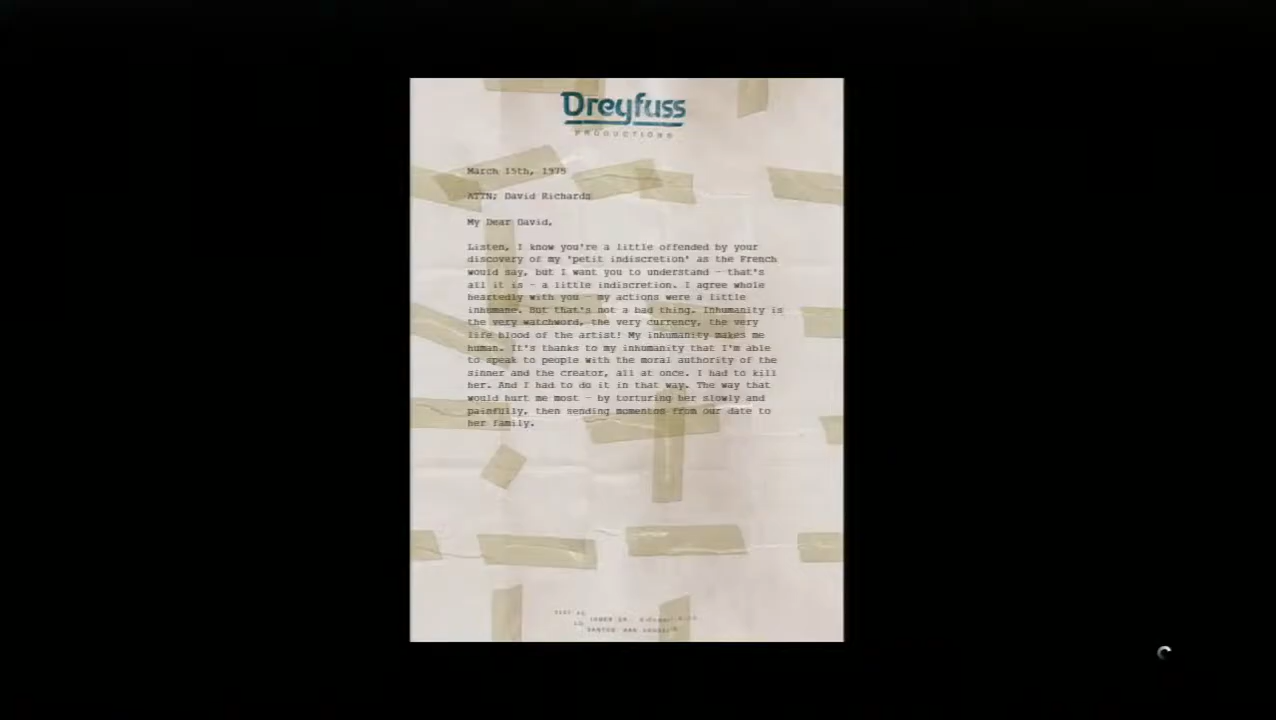 Dreyfuss
PRODUCTIONS
March 15th, 1975
ATTN; David Richards
My Dear David,
Listen, I know you're a little offended by your
discovery of my 'petit indiscretion' as the French
would say, but I want you to understand - that's
all it is - a little indiscretion. I agree whole
heartedly with you - my actions were a little
inhumane. But that's not a bad thing. Inhumanity is
the very watchword, the very currency, the very
life blood of the artist! My inhumanity makes me
human. It's thanks to my inhumanity that I'm able
to speak to people with the moral authority of the
sinner and the creator, all at once. I had to kill
her. And I had to do it in that way. The way that
would hurt me most - by torturing her slowly and
painfully, then sending momentos from our date to
her family.